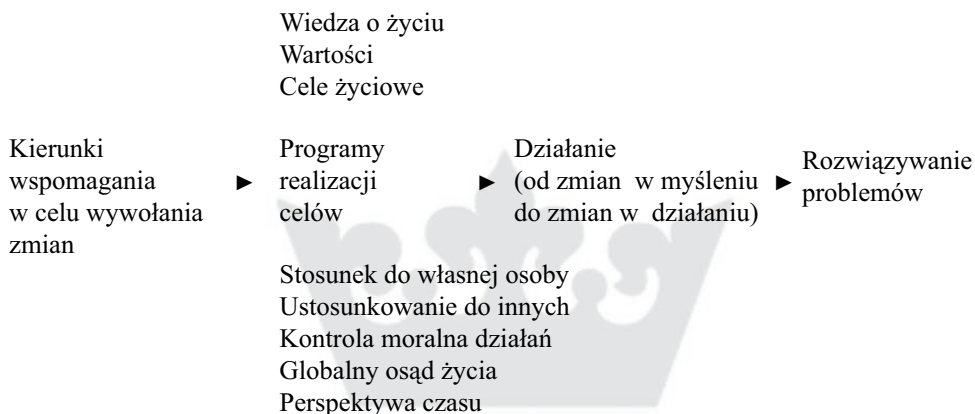 Wiedza o życiu
Wartości
Cele życiowe
Kierunki
wspomagania
w celu wywołania
zmian
►
Programy
realizacji
celów
►
Działanie
(od zmian w myśleniu
do zmian w działaniu)
►
Rozwiązywanie
problemów
Stosunek do własnej osoby
Ustosunkowanie do innych
Kontrola moralna działań
Globalny osąd życia
Perspektywa czasu